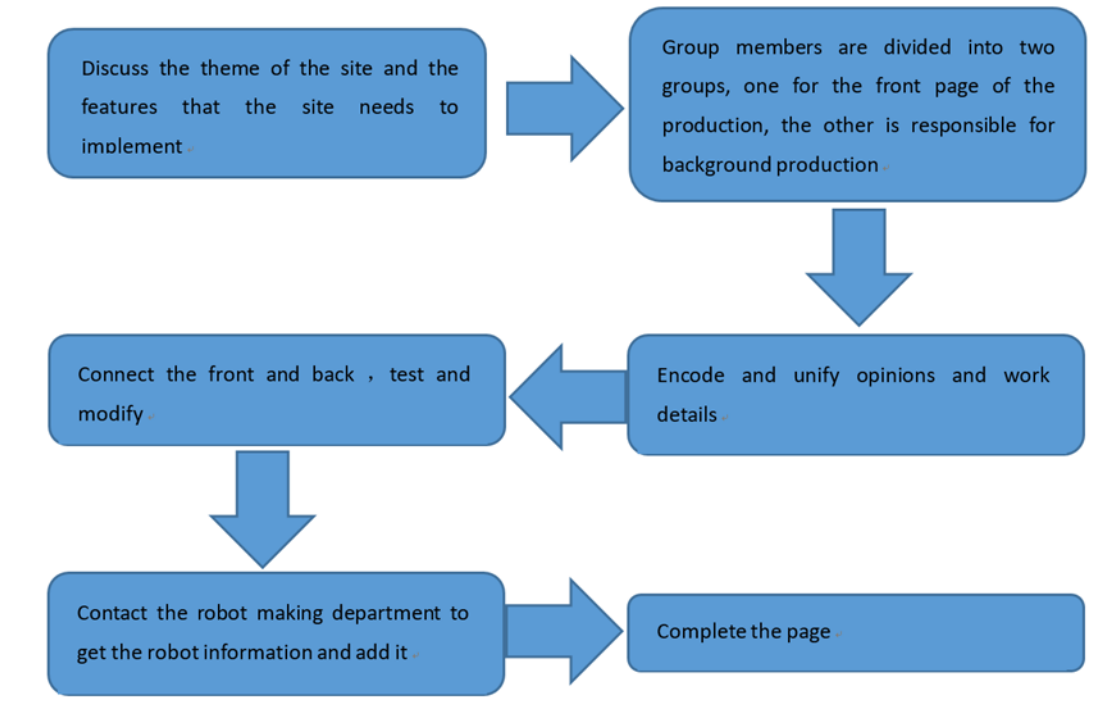 Discuss the theme of the site and the
features that the site needs to
implement
Group members are divided into two
groups, one for the front page of the
production, the other is responsible for
background production
Encode and unify opinions and work
details
Connect the front and back，test and
modify
Contact the robot making department to
get the robot information and add it
Complete the page